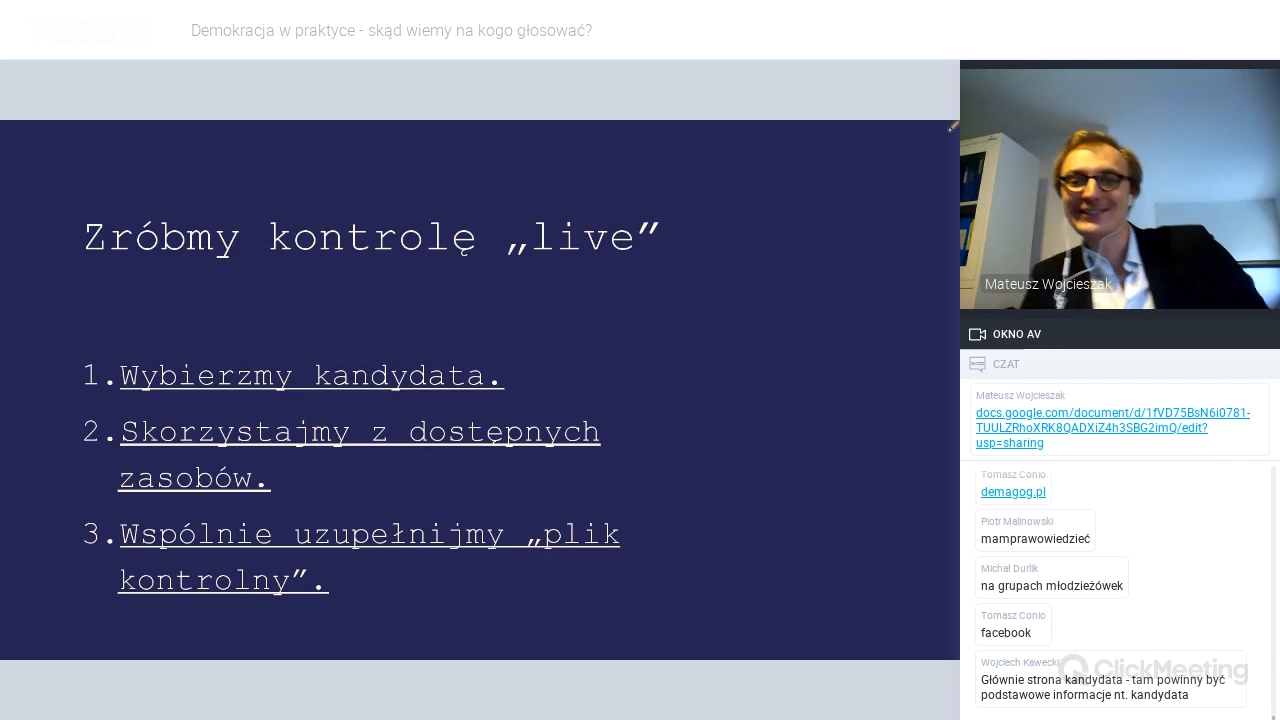 Demokracja w praktyce - skąd wiemy na kogo głosować?
Zróbmy kontrolę „live”
1.Wybierzmy kandydata.
2.Skorzystajmy z dostępnych
zasobów.
3.Wspólnie uzupełnijmy „plik
kontrolny”.
Mateusz Wojcieszak
OKNO AV
CZAT
Mateusz Wojcieszak
docs.google.com/document/d/1fVD75BsN6i0781-
TUULZRhoXRK8QADXiZ4h3SBG2imQ/edit?
usp=sharing
Tomasz Conio
demagog.pl
Piotr Malinowski
mamprawowiedzieć
Michał Durlik
na grupach młodzieżówek
Tomasz Conio
facebook
Wojciech Kawecki
ClickMeeting
Głównie strona kandydata - tam powinny być
podstawowe informacje nt. kandydata